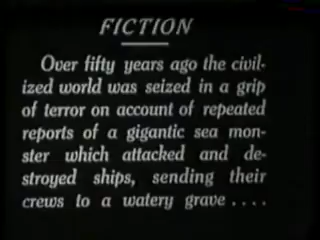 FICTION
Over fifty years ago the civil-
ized world was seized in a grip
of terror on account of repeated
reports of a gigantic sea mon-
ster which attacked and de-
stroyed ships, sending their
crews to a watery grave....